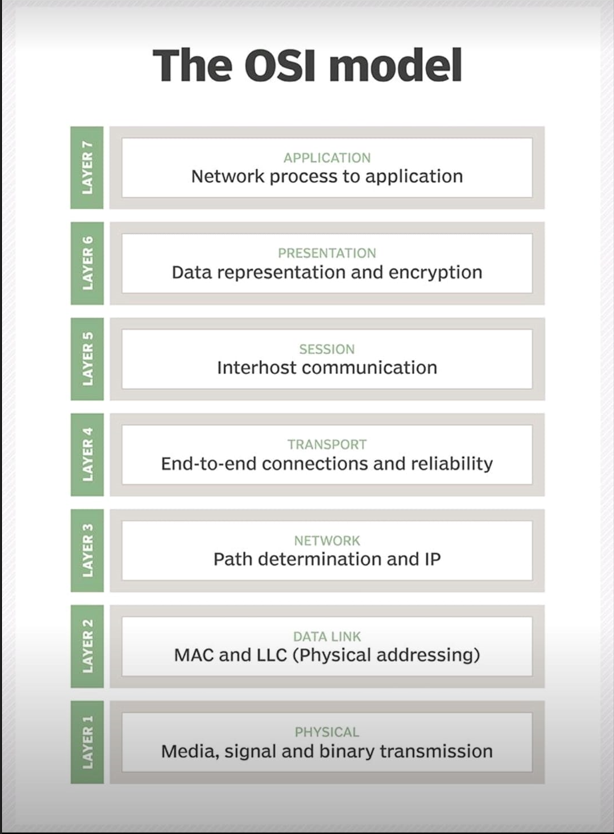 The OSI model
LAYER 7
APPLICATION
Network process to application
LAYER 6
PRESENTATION
Data representation and encryption
LAYER 5
SESSION
Interhost communication
LAYER 4
TRANSPORT
End-to-end connections and reliability
LAYER 3
NETWORK
Path determination and IP
LAYER 2
DATA LINK
MAC and LLC (Physical addressing)
LAYER 1
PHYSICAL
Media, signal and binary transmission